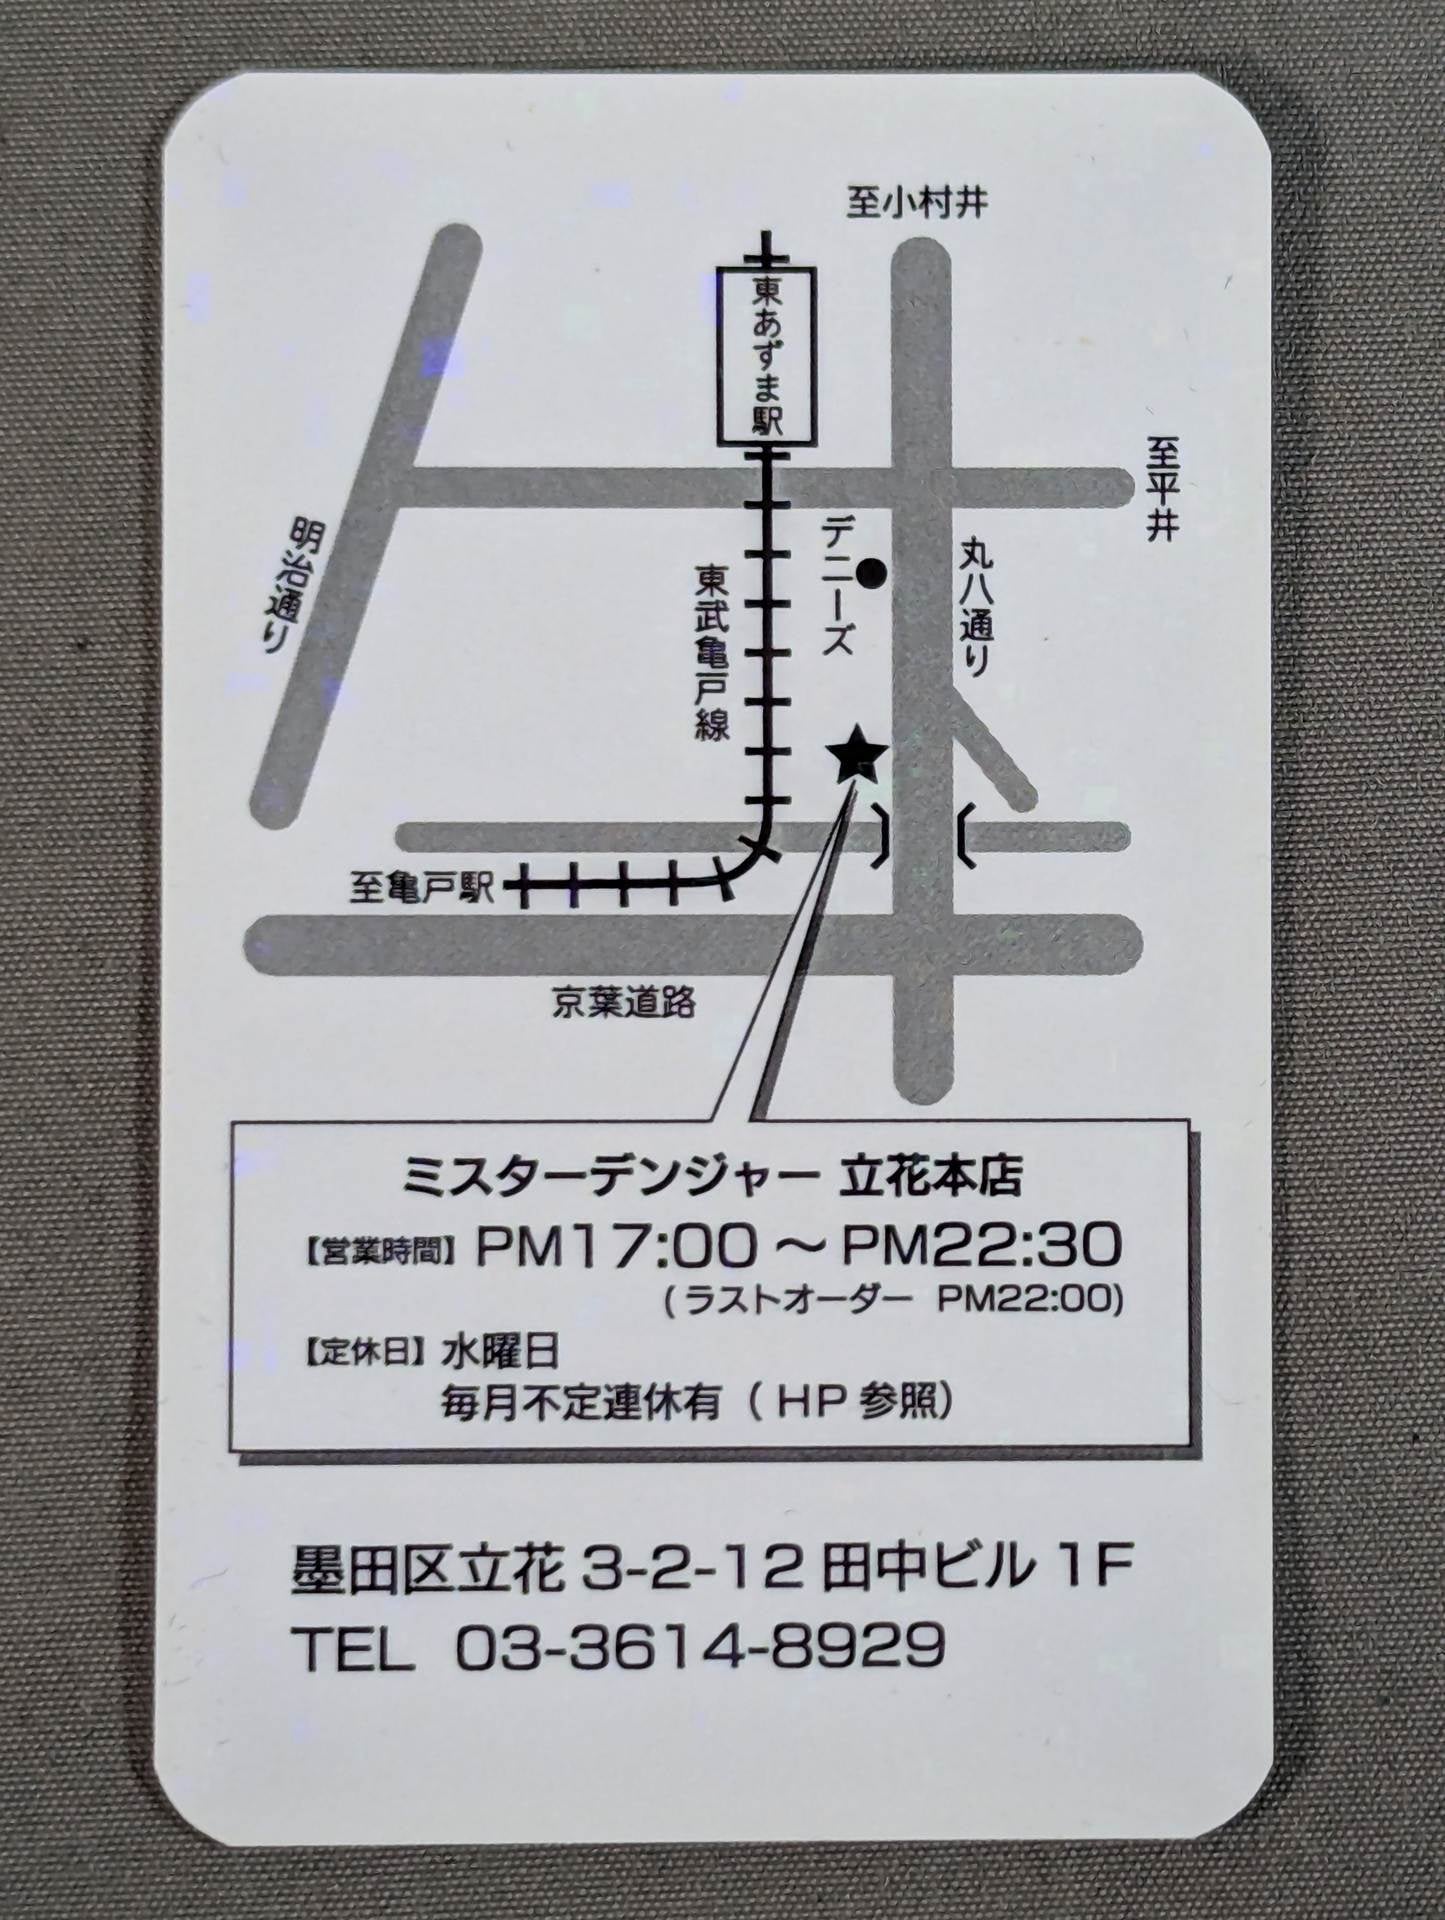 至小村井
東あずま駅
至平井
デニーズ
丸八通り
明治通り
東武亀戸線
至亀戸駅
京葉道路
ミスターデンジャー 立花本店
【営業時間】PM17:00 〜 PM22:30
(ラストオーダー PM22:00)
【定休日】水曜日
毎月不定連休有（HP参照）
墨田区立花 3-2-12 田中ビル 1F
TEL 03-3614-8929